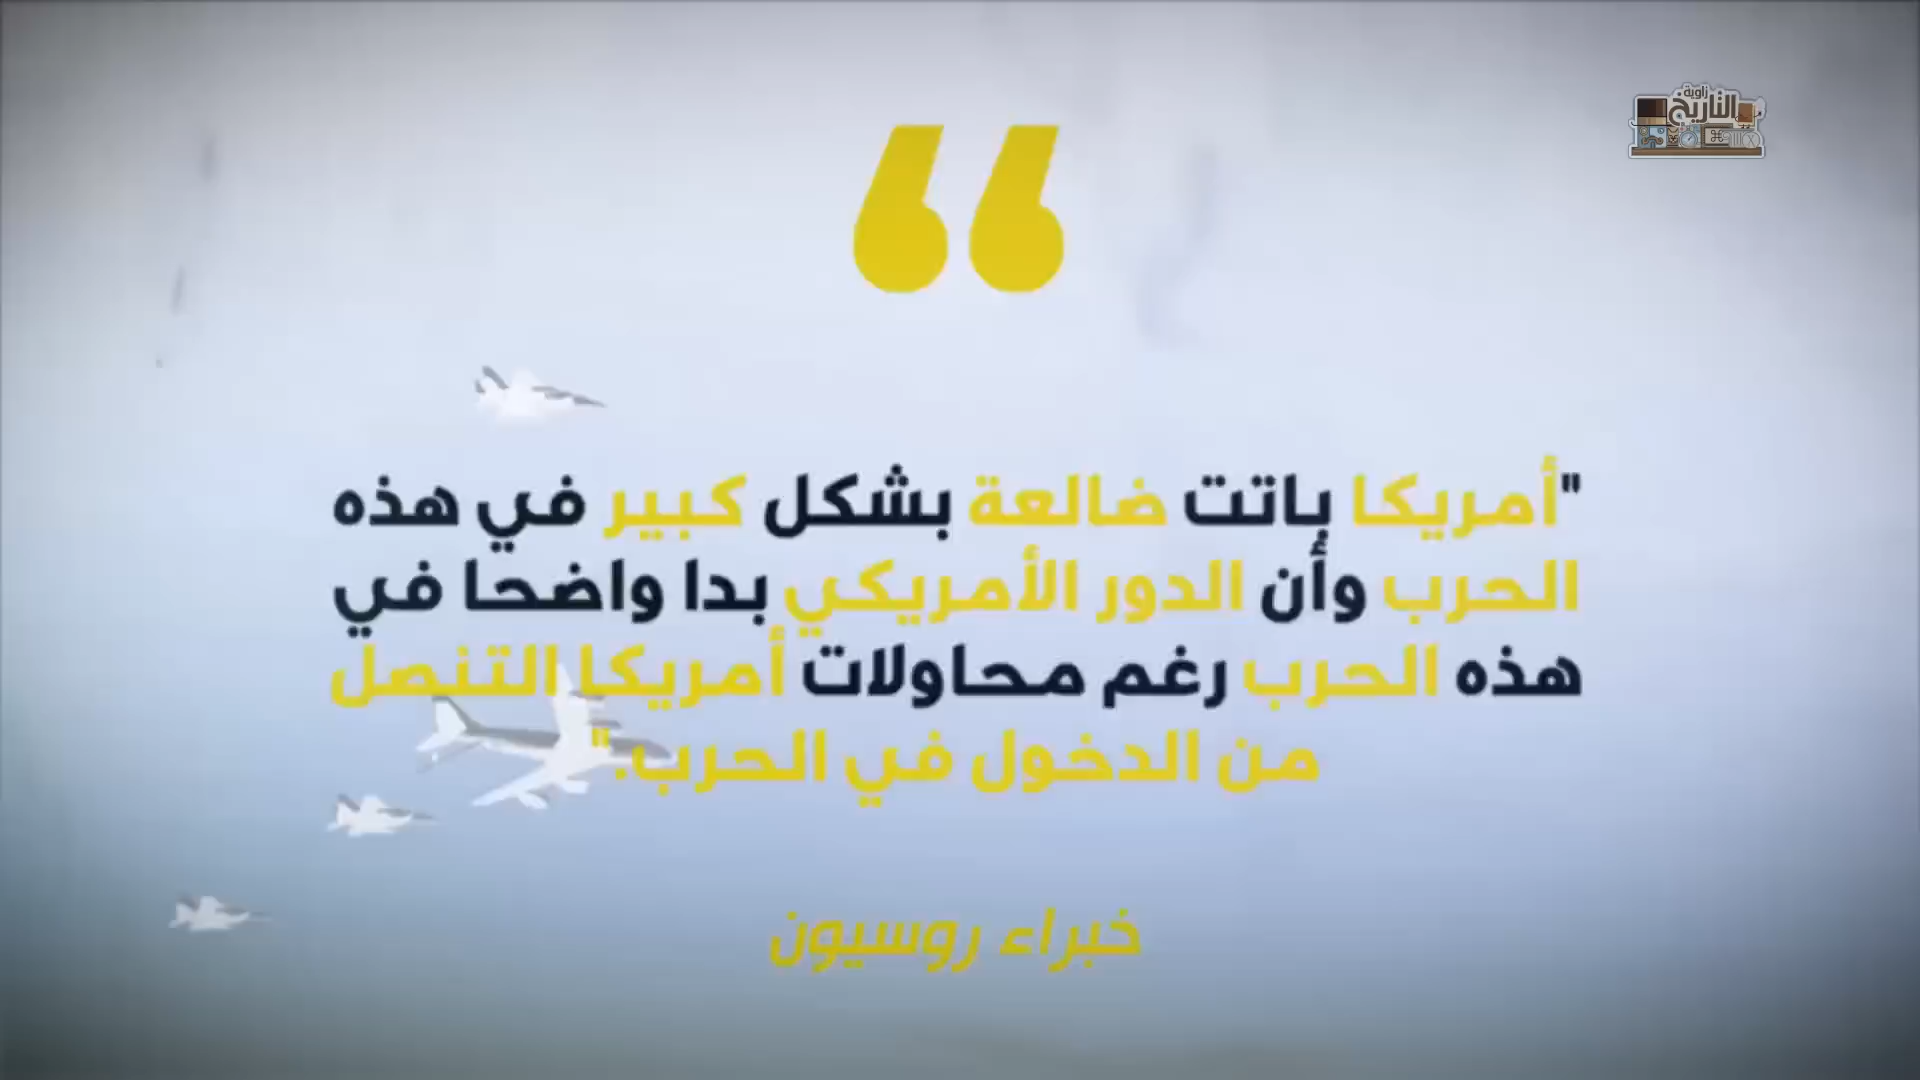 زاوية
التاريخ
"أمريكا باتت ضالعة بشكل كبير في هذه
الحرب وأن الدور الأمريكي بدا واضحا في
هذه الحرب رغم محاولات أمريكا التنصل
من الدخول في الحرب."
خبراء روسيون